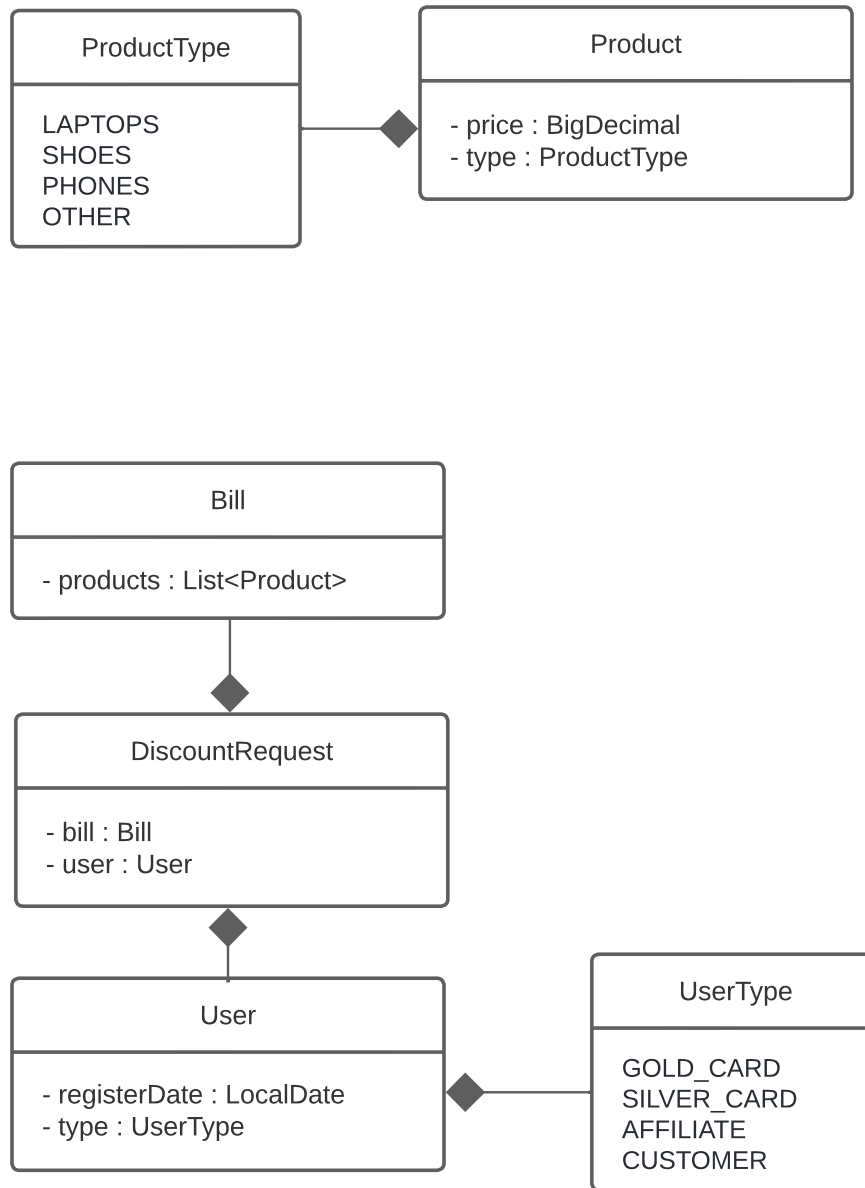 ProductType
LAPTOPS
SHOES
PHONES
OTHER
Product
- price : BigDecimal
- type : ProductType
Bill
- products : List<Product>
DiscountRequest
- bill : Bill
- user : User
User
- registerDate : LocalDate
- type : UserType
UserType
GOLD_CARD
SILVER_CARD
AFFILIATE
CUSTOMER